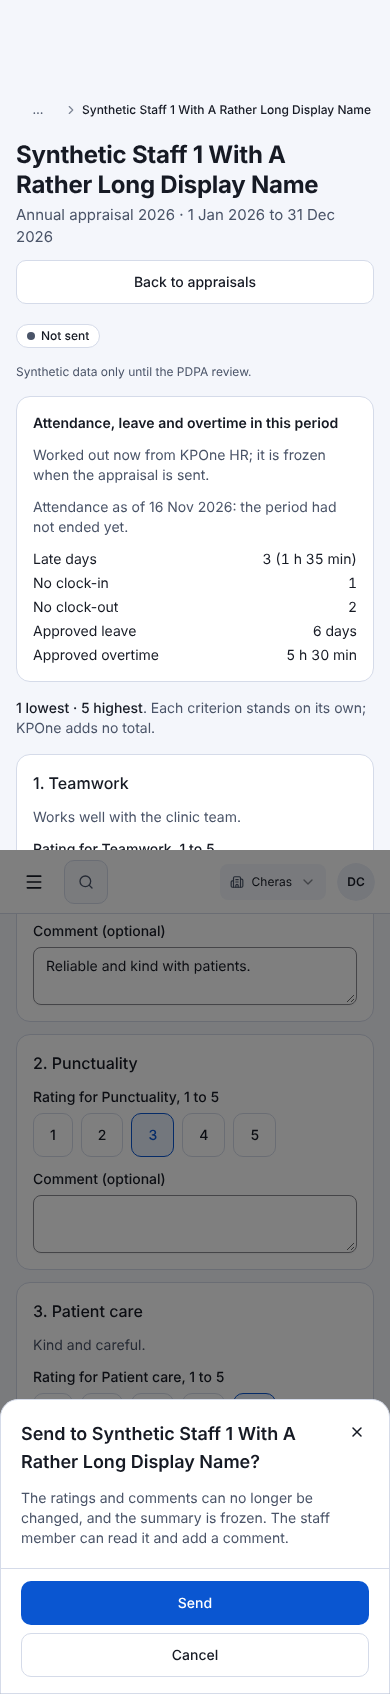 ... > Synthetic Staff 1 With A Rather Long Display Name
Synthetic Staff 1 With A
Rather Long Display Name
Annual appraisal 2026 · 1 Jan 2026 to 31 Dec
2026
Back to appraisals
Not sent
Synthetic data only until the PDPA review.
Attendance, leave and overtime in this period
Worked out now from KPOne HR; it is frozen
when the appraisal is sent.
Attendance as of 16 Nov 2026: the period had
not ended yet.
Late days 3 (1 h 35 min)
No clock-in 1
No clock-out 2
Approved leave 6 days
Approved overtime 5 h 30 min
1 lowest · 5 highest. Each criterion stands on its own;
KPOne adds no total.
1. Teamwork
Works well with the clinic team.
Rating for Teamwork, 1 to 5
Cheras DC
Comment (optional)
Reliable and kind with patients.
2. Punctuality
Rating for Punctuality, 1 to 5
1 2 3 4 5
Comment (optional)
3. Patient care
Kind and careful.
Rating for Patient care, 1 to 5
Send to Synthetic Staff 1 With A
Rather Long Display Name?
The ratings and comments can no longer be
changed, and the summary is frozen. The staff
member can read it and add a comment.
Send
Cancel